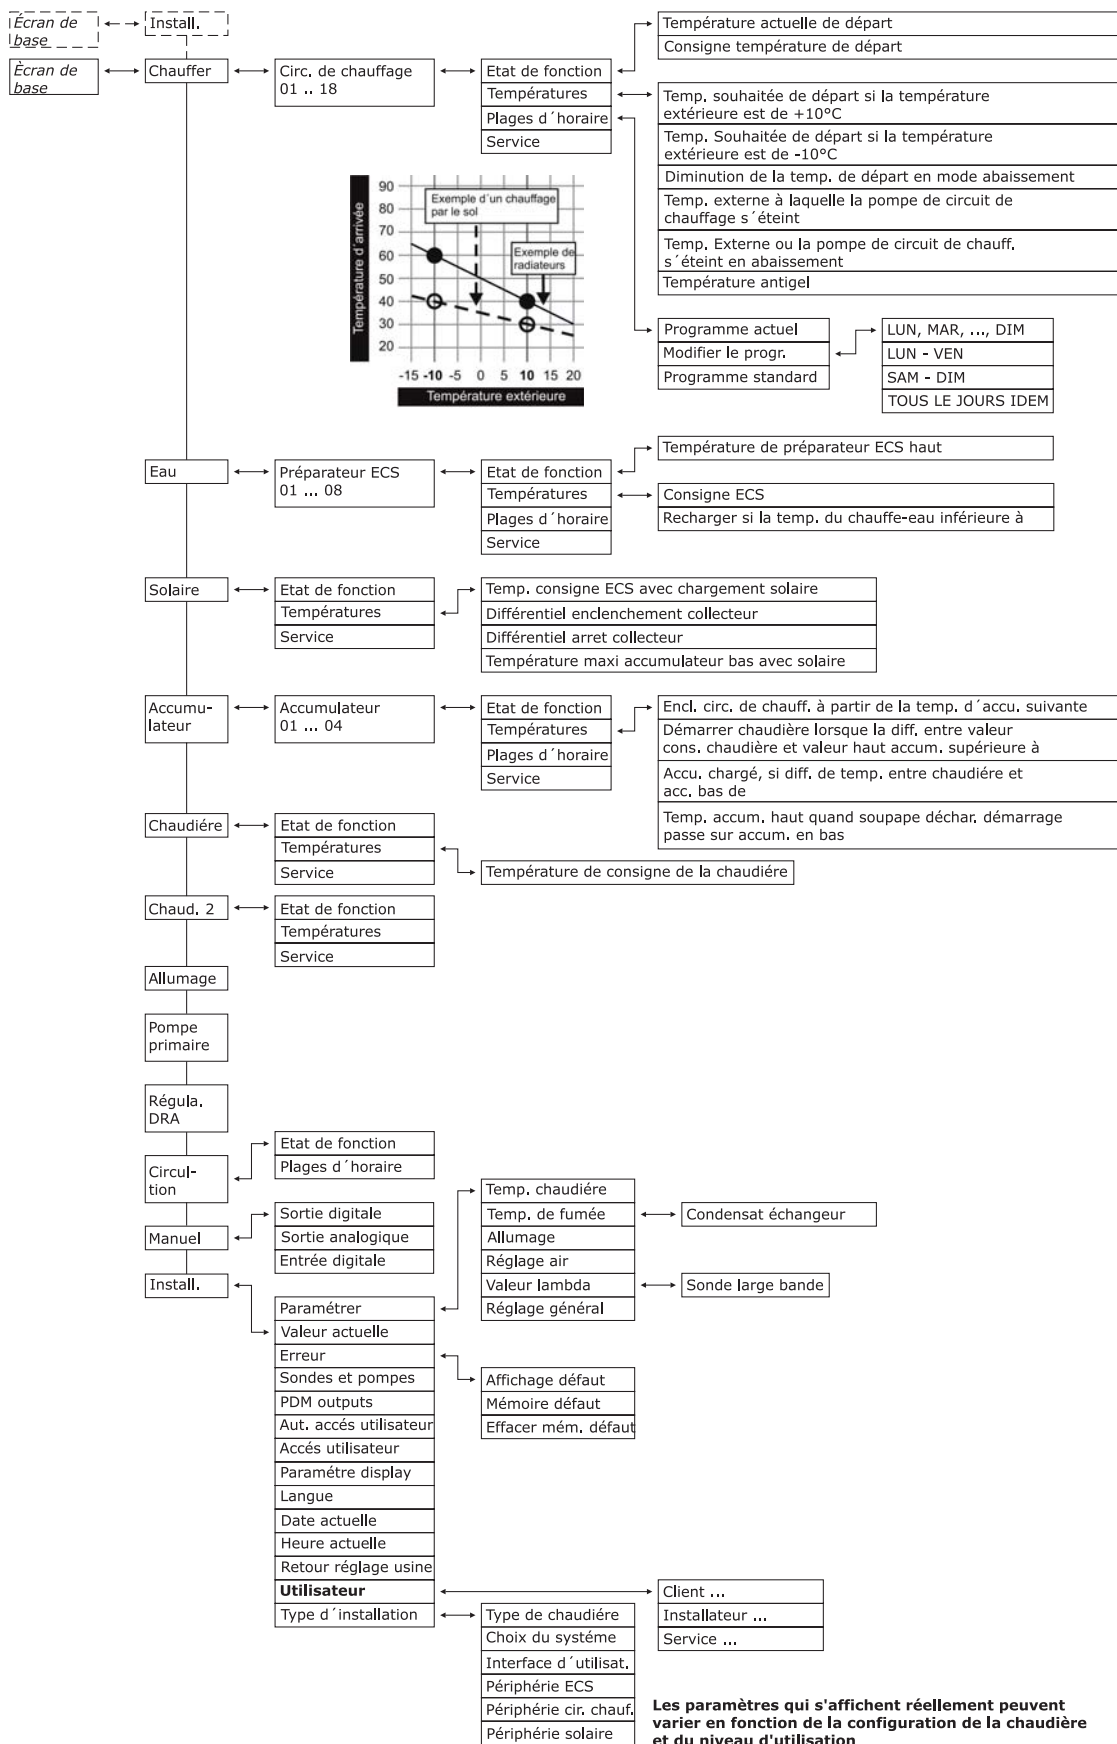 Écran de
base
Install.
Ècran de
base
Chauffer
Circ. de chauffage
01 .. 18
Etat de fonction
Températures
Plages d´horaire
Service
Température actuelle de départ
Consigne température de départ
Temp. souhaitée de départ si la température
extérieure est de +10°C
Temp. Souhaitée de départ si la température
extérieure est de -10°C
Diminution de la temp. de départ en mode abaissement
Temp. externe à laquelle la pompe de circuit de
chauffage s´éteint
Temp. Externe ou la pompe de circuit de chauff.
s´éteint en abaissement
Température antigel
Température d'arrivée
90
80
70
60
50
40
30
20
Exemple d'un chauffage
par le sol
Exemple de
radiateurs
-15 -10 -5 0 5 10 15 20
Température extérieure
Programme actuel
Modifier le progr.
Programme standard
LUN, MAR, ..., DIM
LUN - VEN
SAM - DIM
TOUS LE JOURS IDEM
Eau
Préparateur ECS
01 ... 08
Etat de fonction
Températures
Plages d´horaire
Service
Température de préparateur ECS haut
Consigne ECS
Recharger si la temp. du chauffe-eau inférieure à
Solaire
Etat de fonction
Températures
Service
Temp. consigne ECS avec chargement solaire
Différentiel enclenchement collecteur
Différentiel arret collecteur
Température maxi accumulateur bas avec solaire
Accumu-
lateur
Accumulateur
01 ... 04
Etat de fonction
Températures
Plages d´horaire
Service
Encl. circ. de chauff. à partir de la temp. d´accu. suivante
Démarrer chaudière lorsque la diff. entre valeur
cons. chaudière et valeur haut accum. supérieure à
Accu. chargé, si diff. de temp. entre chaudiére et
acc. bas de
Temp. accum. haut quand soupape déchar. démarrage
passe sur accum. en bas
Chaudiére
Etat de fonction
Températures
Service
Température de consigne de la chaudiére
Chaud. 2
Etat de fonction
Températures
Service
Allumage
Pompe
primaire
Régula.
DRA
Circul-
tion
Etat de fonction
Plages d´horaire
Manuel
Sortie digitale
Sortie analogique
Entrée digitale
Install.
Paramétrer
Valeur actuelle
Erreur
Sondes et pompes
PDM outputs
Aut. accés utilisateur
Accés utilisateur
Paramétre display
Langue
Date actuelle
Heure actuelle
Retour réglage usine
Utilisateur
Type d´installation
Temp. chaudiére
Temp. de fumée
Allumage
Réglage air
Valeur lambda
Réglage général
Condensat échangeur
Sonde large bande
Affichage défaut
Mémoire défaut
Effacer mém. défaut
Client ...
Installateur ...
Service ...
Type de chaudiére
Choix du systéme
Interface d´utilisat.
Périphérie ECS
Périphérie cir. chauf.
Périphérie solaire
Les paramètres qui s'affichent réellement peuvent
varier en fonction de la configuration de la chaudière
et du niveau d'utilisation